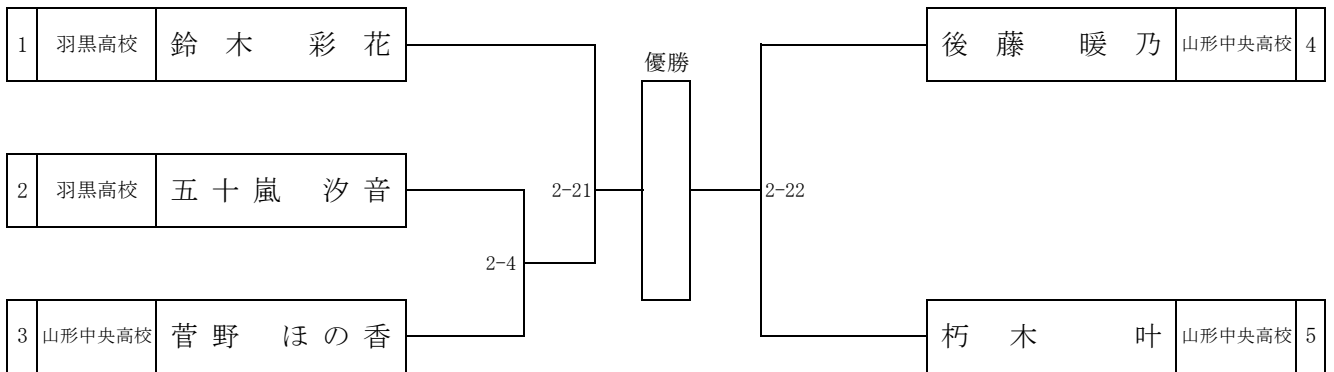 1 羽黒高校 鈴木 彩花
後藤 暖乃 山形中央高校 4
優勝
2 羽黒高校 五十嵐 汐音
2-21
2-22
2-4
3 山形中央高校 菅野 ほの香
朽木 叶 山形中央高校 5